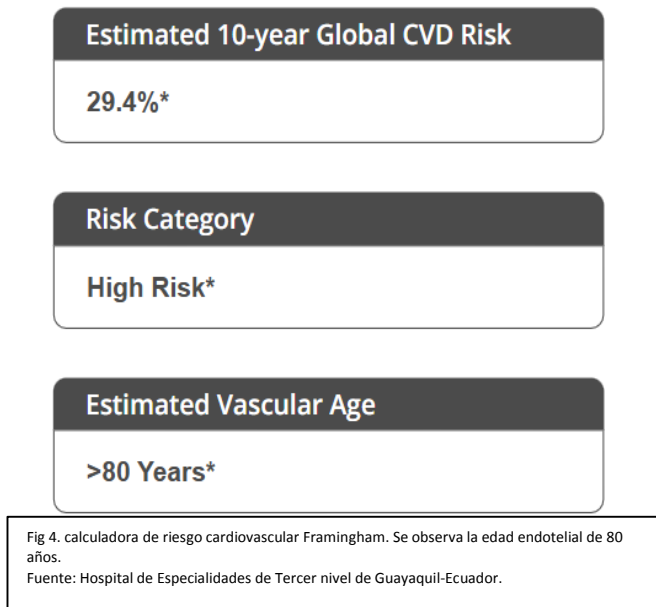 Estimated 10-year Global CVD Risk
29.4%*
Risk Category
High Risk*
Estimated Vascular Age
>80 Years*
Fig 4. calculadora de riesgo cardiovascular Framingham. Se observa la edad endotelial de 80
años.
Fuente: Hospital de Especialidades de Tercer nivel de Guayaquil-Ecuador.